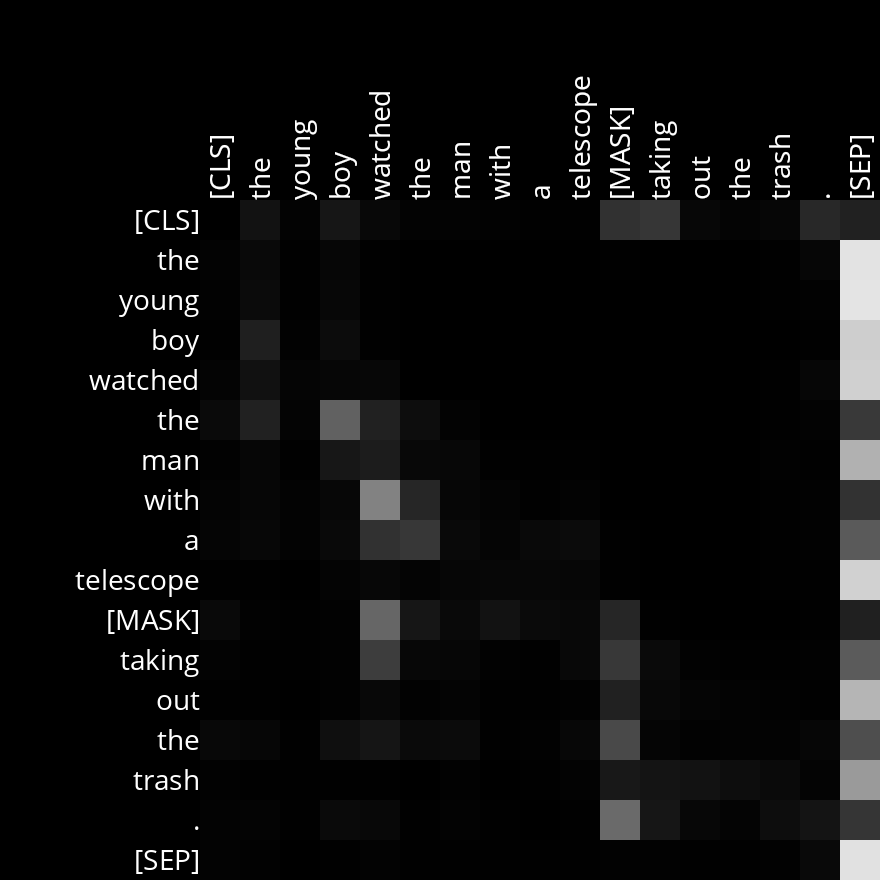 [CLS] the young boy watched the man with a telescope [MASK] taking out the trash . [SEP]
[CLS]
the
young
boy
watched
the
man
with
a
telescope
[MASK]
taking
out
the
trash
.
[SEP]